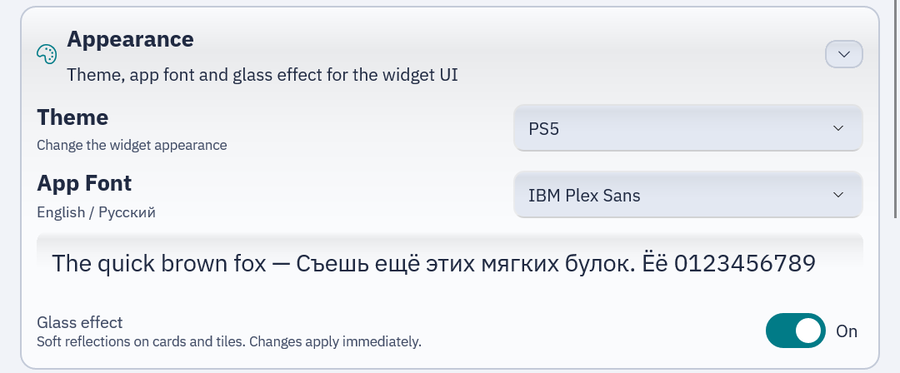 Appearance
Theme, app font and glass effect for the widget UI
Theme
Change the widget appearance
PS5
App Font
English / Русский
IBM Plex Sans
The quick brown fox — Съешь ещё этих мягких булок. Ёё 0123456789
Glass effect
Soft reflections on cards and tiles. Changes apply immediately.
On